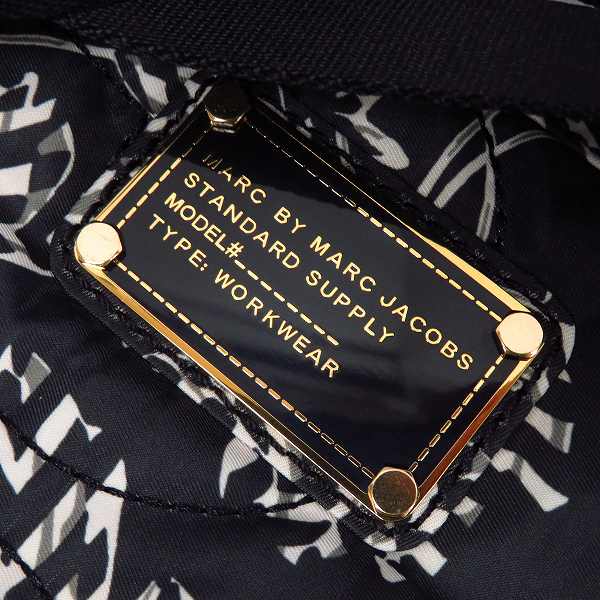 MARC BY MARC JACOBS
STANDARD SUPPLY
MODEL#
TYPE: WORKWEAR